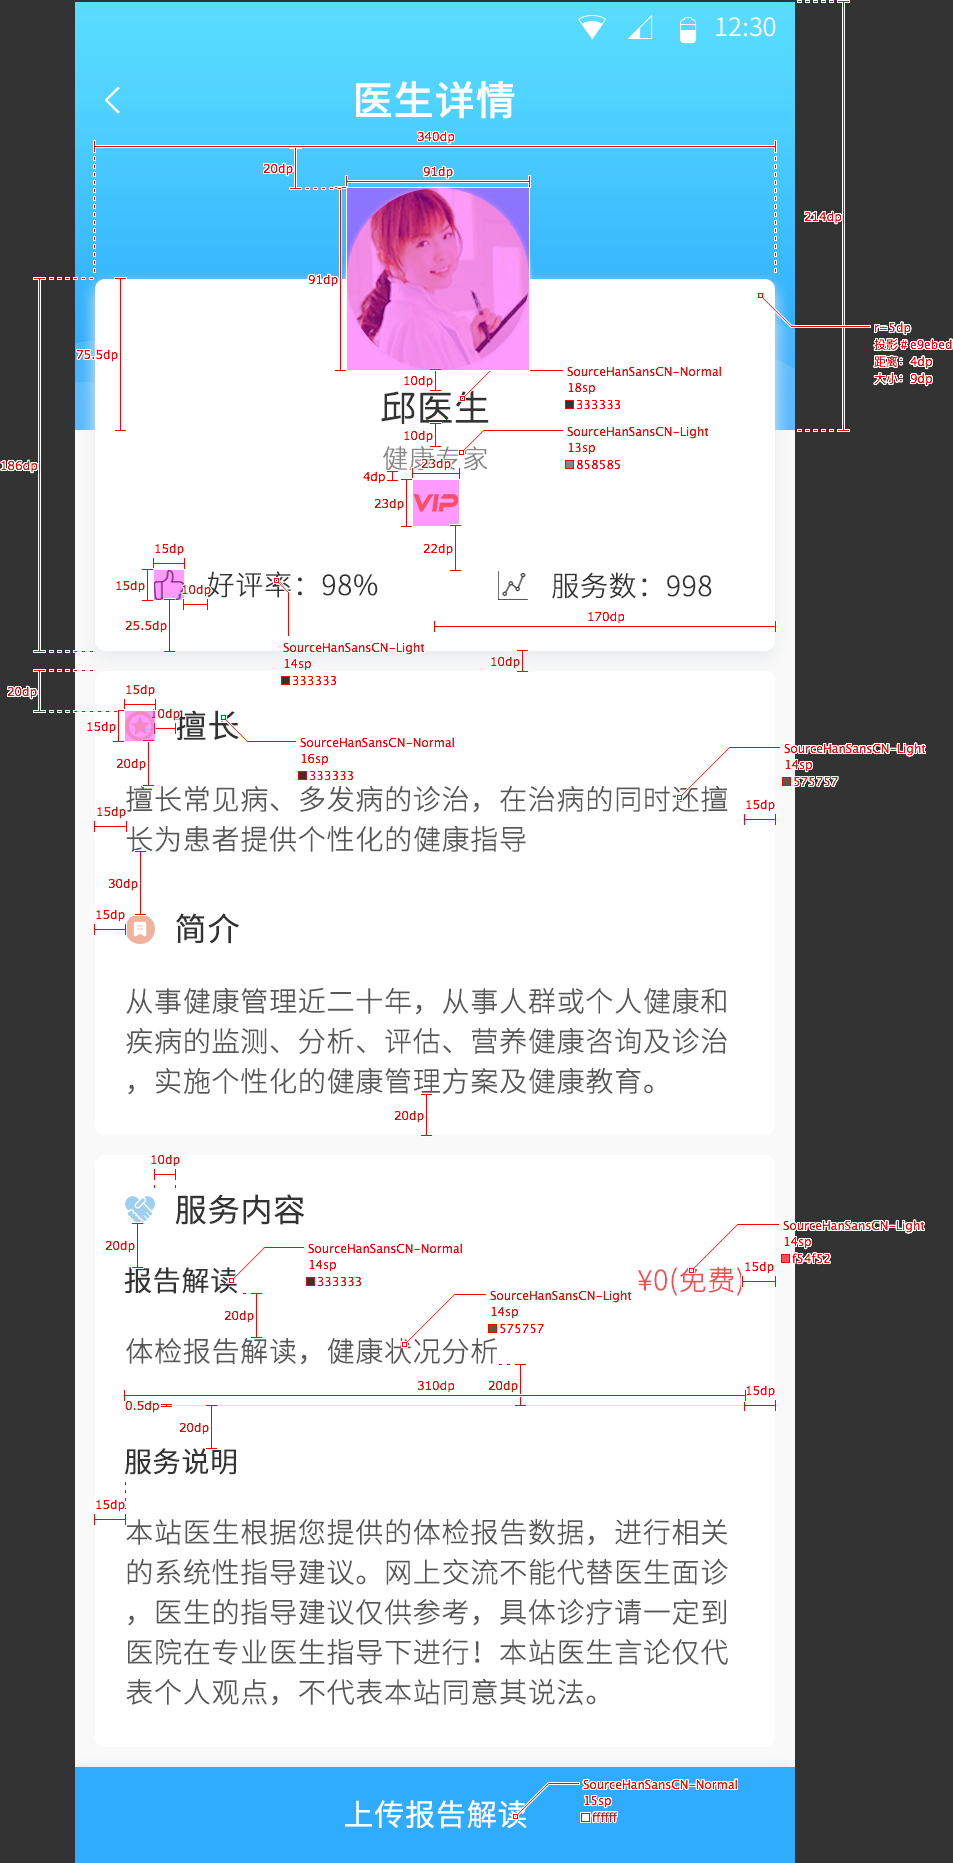 12:30
医生详情
340dp
20dp
91dp
214dp
91dp
75.5dp
r=5dp
投影 # e9ebed
距离：4dp
大小：9dp
10dp
SourceHanSansCN-Normal
18sp
333333
邱医生
10dp
SourceHanSansCN-Light
13sp
858585
健康专家
186dp
23dp
4dp
23dp
VIP
22dp
15dp
15dp
10dp
好评率：98%
服务数：998
25.5dp
170dp
SourceHanSansCN-Light
14sp
333333
10dp
20dp
15dp
15dp
10dp
擅长
SourceHanSansCN-Normal
16sp
333333
SourceHanSansCN-Light
14sp
575757
20dp
擅长常见病、多发病的诊治，在治病的同时还擅
15dp
15dp
长为患者提供个性化的健康指导
30dp
15dp
简介
从事健康管理近二十年，从事人群或个人健康和
疾病的监测、分析、评估、营养健康咨询及诊治
，实施个性化的健康管理方案及健康教育。
20dp
10dp
服务内容
SourceHanSansCN-Light
14sp
f54f52
20dp
SourceHanSansCN-Normal
14sp
333333
报告解读
¥0(免费)
15dp
20dp
SourceHanSansCN-Light
14sp
575757
体检报告解读，健康状况分析
310dp
20dp
15dp
0.5dp
20dp
服务说明
15dp
本站医生根据您提供的体检报告数据，进行相关
的系统性指导建议。网上交流不能代替医生面诊
，医生的指导建议仅供参考，具体诊疗请一定到
医院在专业医生指导下进行！本站医生言论仅代
表个人观点，不代表本站同意其说法。
SourceHanSansCN-Normal
15sp
ffffff
上传报告解读